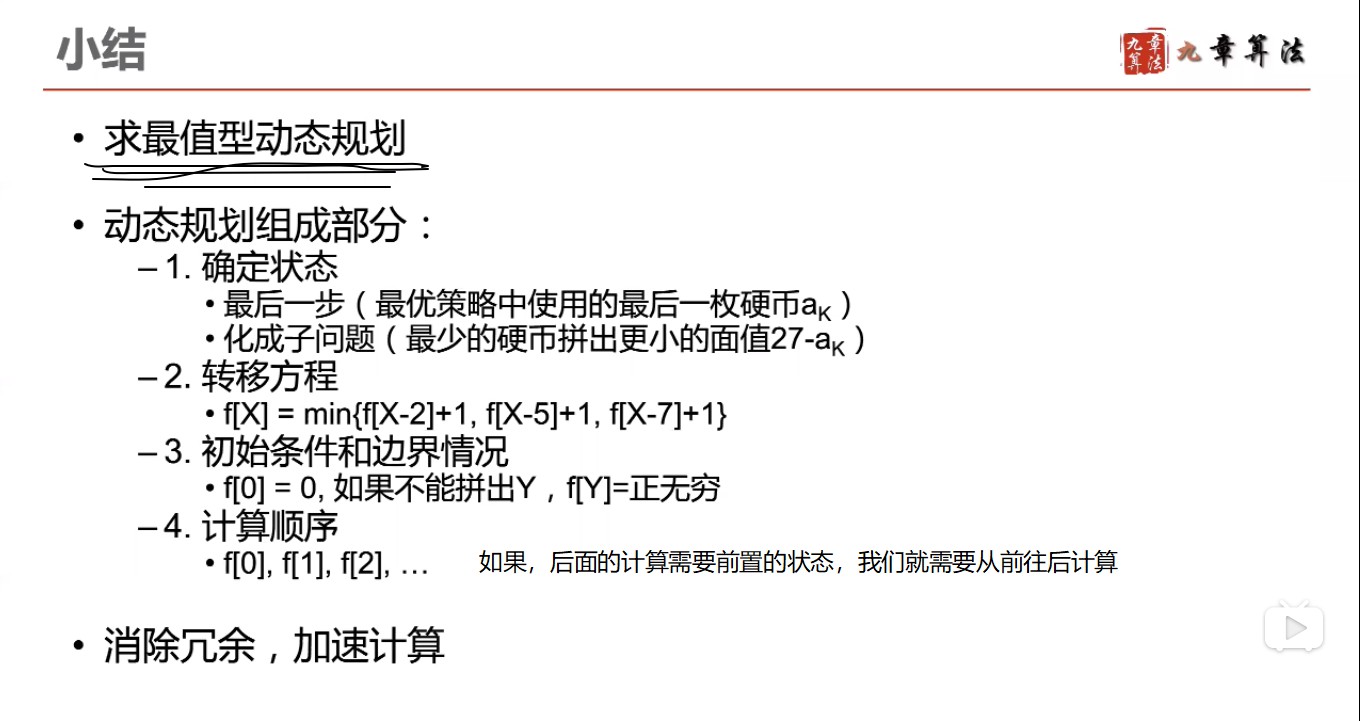 小结
九章算法
九章算法
• 求最值型动态规划
• 动态规划组成部分：
– 1. 确定状态
• 最后一步（最优策略中使用的最后一枚硬币aK）
• 化成子问题（最少的硬币拼出更小的面值27-aK）
– 2. 转移方程
• f[X] = min{f[X-2]+1, f[X-5]+1, f[X-7]+1}
– 3. 初始条件和边界情况
• f[0] = 0, 如果不能拼出Y，f[Y]=正无穷
– 4. 计算顺序
• f[0], f[1], f[2], … 如果，后面的计算需要前置的状态，我们就需要从前往后计算
• 消除冗余，加速计算